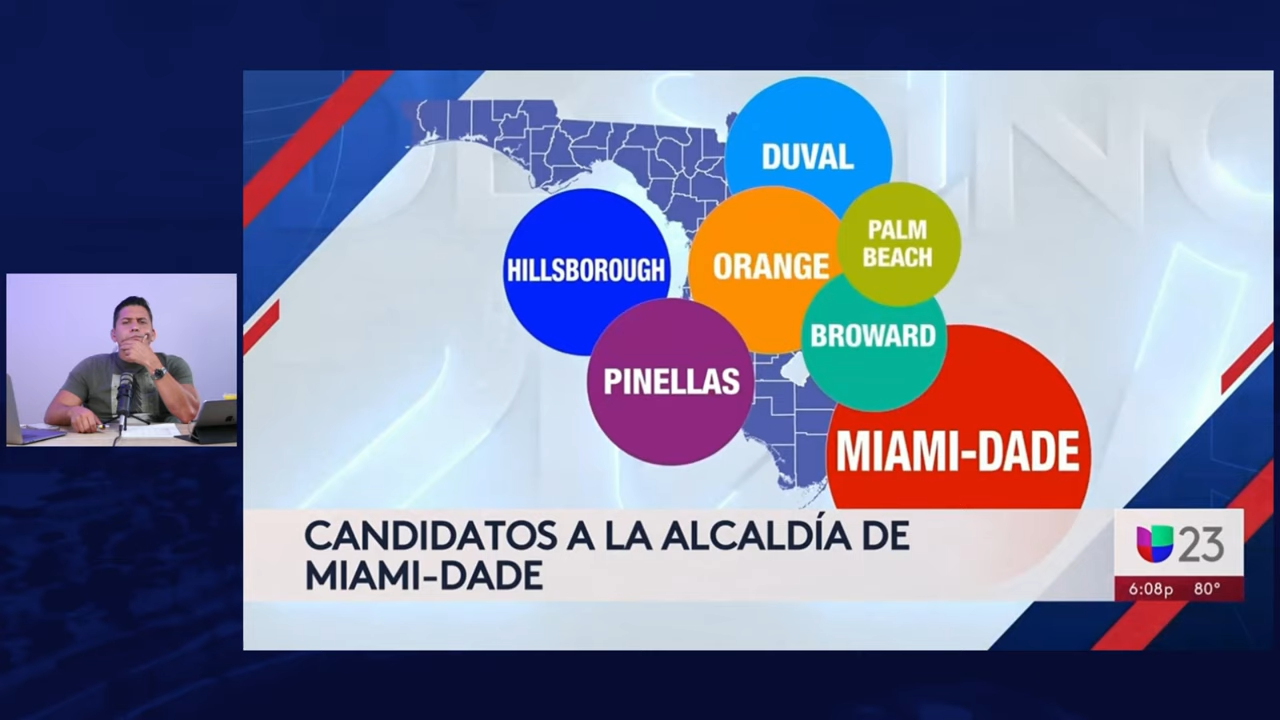 DUVAL
PALM
BEACH
HILLSBOROUGH
ORANGE
BROWARD
PINELLAS
MIAMI-DADE
CANDIDATOS A LA ALCALDÍA DE
MIAMI-DADE
23
6:08p 80°